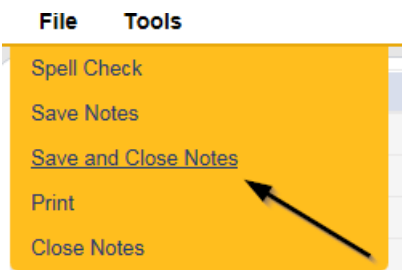 File Tools
Spell Check
Save Notes
Save and Close Notes
Print
Close Notes